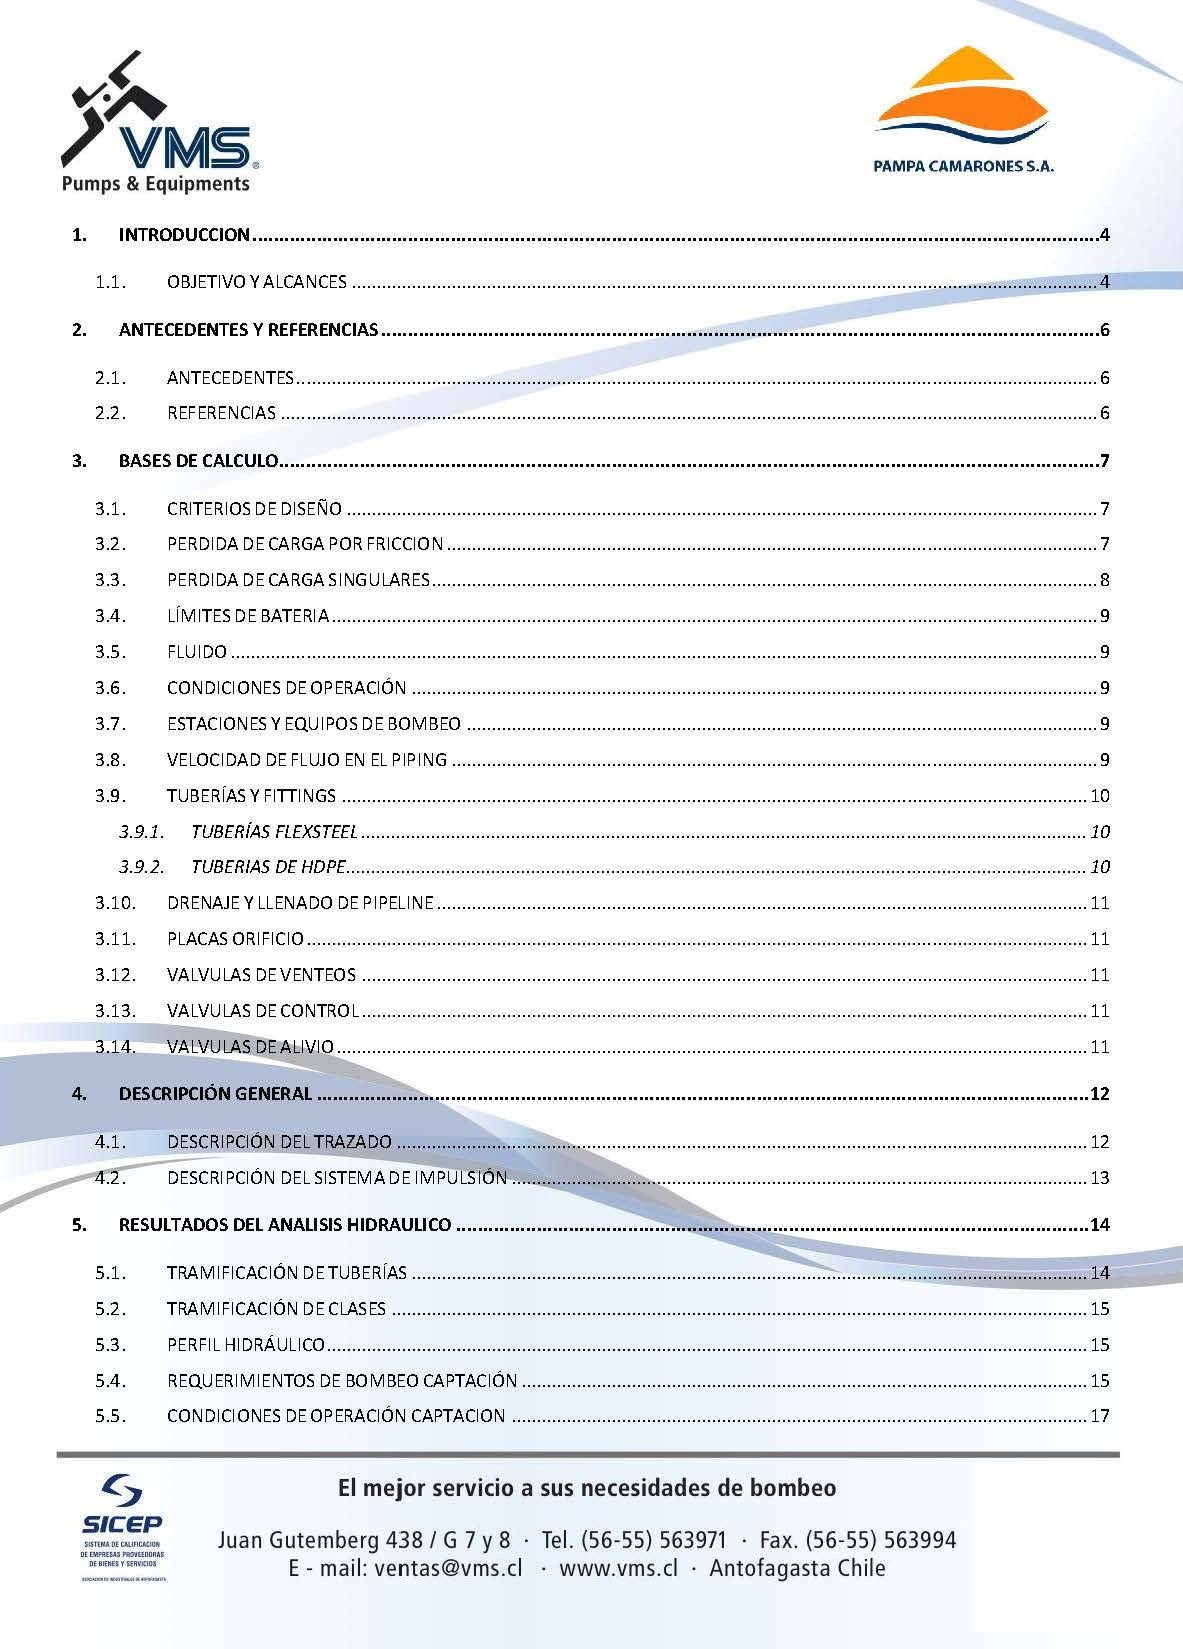 VMS®
Pumps & Equipments
PAMPA CAMARONES S.A.
1. INTRODUCCION 4
1.1. OBJETIVO Y ALCANCES 4
2. ANTECEDENTES Y REFERENCIAS 6
2.1. ANTECEDENTES 6
2.2. REFERENCIAS 6
3. BASES DE CALCULO 7
3.1. CRITERIOS DE DISEÑO 7
3.2. PERDIDA DE CARGA POR FRICCION 7
3.3. PERDIDA DE CARGA SINGULARES 8
3.4. LÍMITES DE BATERIA 9
3.5. FLUIDO 9
3.6. CONDICIONES DE OPERACIÓN 9
3.7. ESTACIONES Y EQUIPOS DE BOMBEO 9
3.8. VELOCIDAD DE FLUJO EN EL PIPING 9
3.9. TUBERÍAS Y FITTINGS 10
3.9.1. TUBERÍAS FLEXSTEEL 10
3.9.2. TUBERIAS DE HDPE 10
3.10. DRENAJE Y LLENADO DE PIPELINE 11
3.11. PLACAS ORIFICIO 11
3.12. VALVULAS DE VENTEOS 11
3.13. VALVULAS DE CONTROL 11
3.14. VALVULAS DE ALIVIO 11
4. DESCRIPCIÓN GENERAL 12
4.1. DESCRIPCIÓN DEL TRAZADO 12
4.2. DESCRIPCIÓN DEL SISTEMA DE IMPULSIÓN 13
5. RESULTADOS DEL ANALISIS HIDRAULICO 14
5.1. TRAMIFICACIÓN DE TUBERÍAS 14
5.2. TRAMIFICACIÓN DE CLASES 15
5.3. PERFIL HIDRÁULICO 15
5.4. REQUERIMIENTOS DE BOMBEO CAPTACIÓN 15
5.5. CONDICIONES DE OPERACIÓN CAPTACION 17
SICEP
SISTEMA DE CALIFICACION
DE EMPRESAS PROVEEDORAS
DE BIENES Y SERVICIOS
ASOCIACION DE INDUSTRIALES DE ANTOFAGASTA
El mejor servicio a sus necesidades de bombeo
Juan Gutemberg 438 / G 7 y 8 · Tel. (56-55) 563971 · Fax. (56-55) 563994
E - mail: ventas@vms.cl · www.vms.cl · Antofagasta Chile